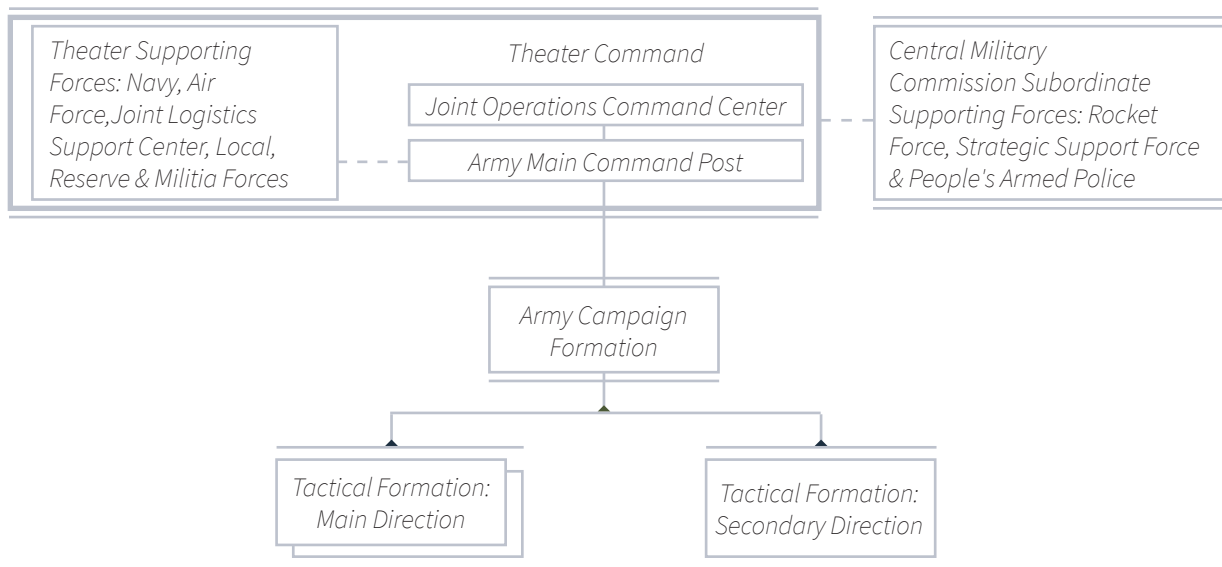 Theater Supporting
Forces: Navy, Air
Force,Joint Logistics
Support Center, Local,
Reserve & Militia Forces
Theater Command
Joint Operations Command Center
Army Main Command Post
Central Military
Commission Subordinate
Supporting Forces: Rocket
Force, Strategic Support Force
& People's Armed Police
Army Campaign
Formation
Tactical Formation:
Main Direction
Tactical Formation:
Secondary Direction